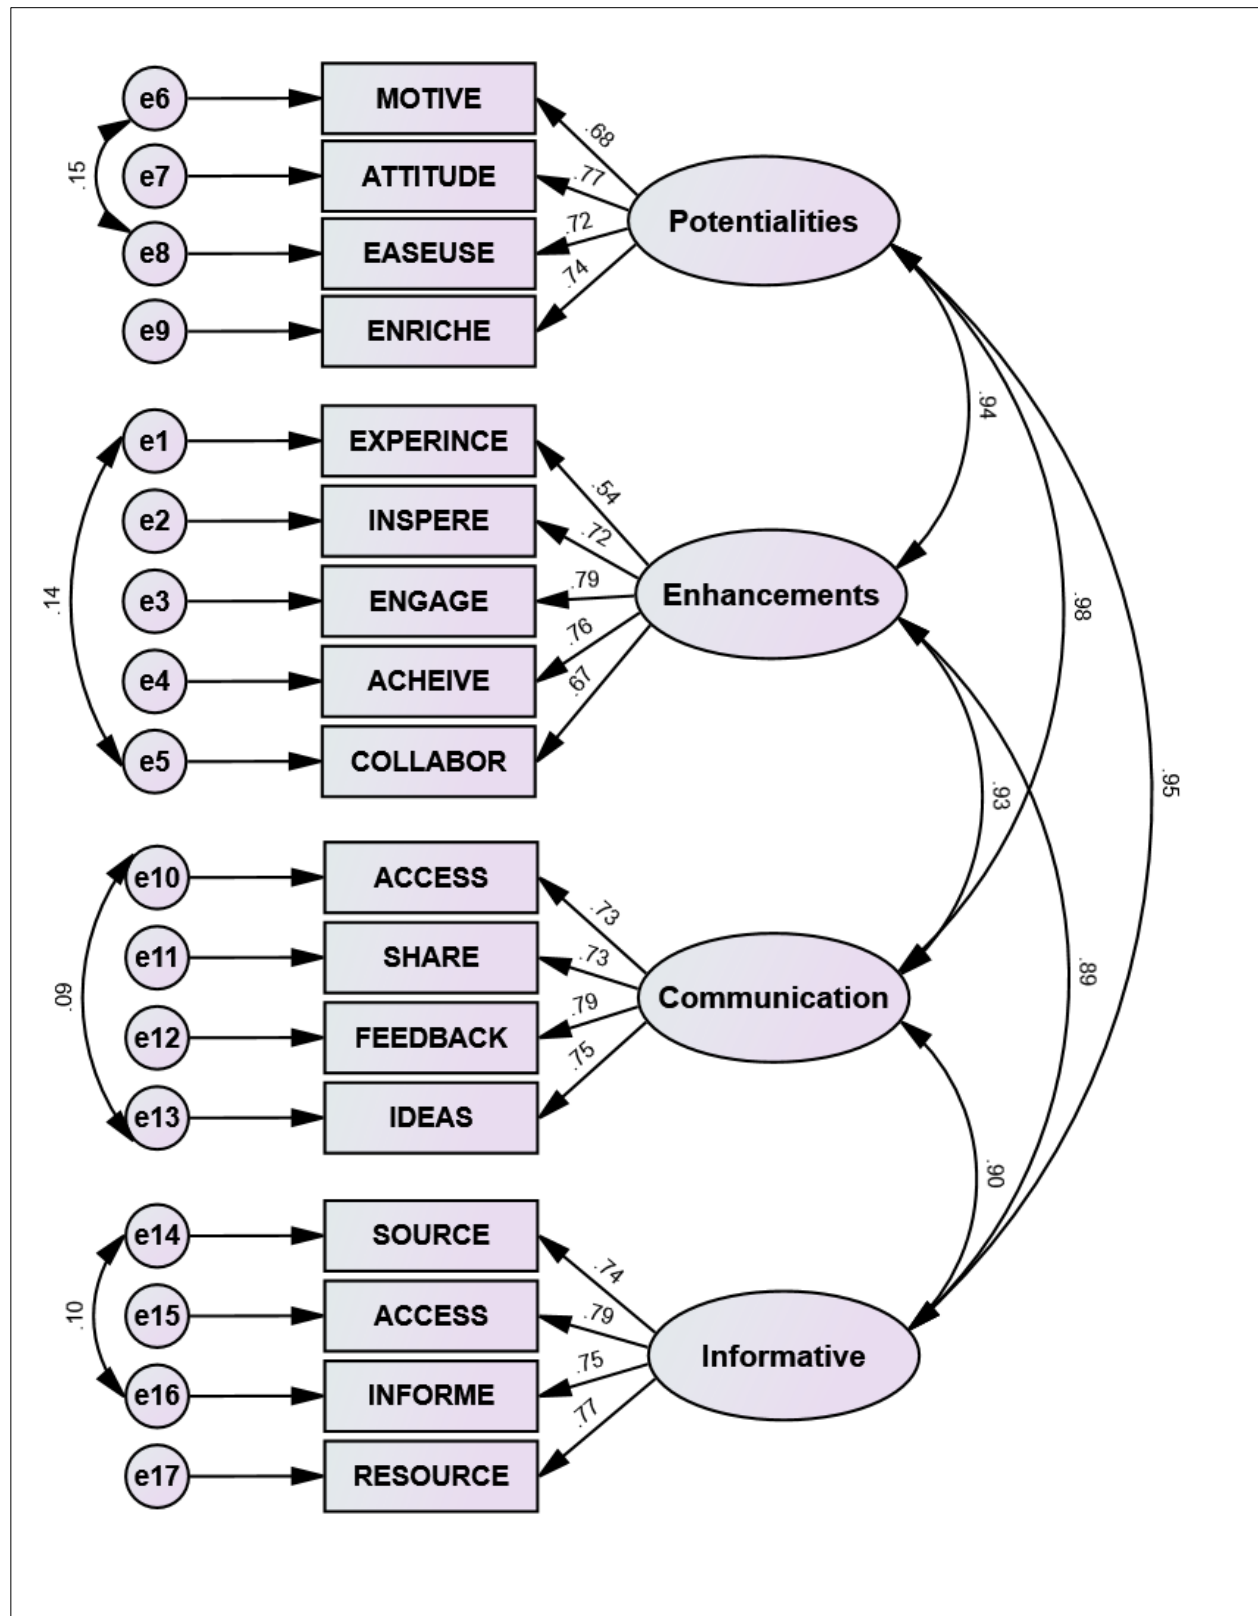 e6 MOTIVE .68
.15 e7 ATTITUDE .77 Potentialities
e8 EASEUSE .72
e9 ENRICHE .74
.94
e1 EXPERINCE .54
e2 INSPERE .72
.14 e3 ENGAGE .79 Enhancements .98
e4 ACHEIVE .76
e5 COLLABOR .67
.93 .95
e10 ACCESS .73
e11 SHARE .73
.09 Communication .89
e12 FEEDBACK .79
e13 IDEAS .75
.90
e14 SOURCE .74
.10 e15 ACCESS .79
Informative
e16 INFORME .75
e17 RESOURCE .77